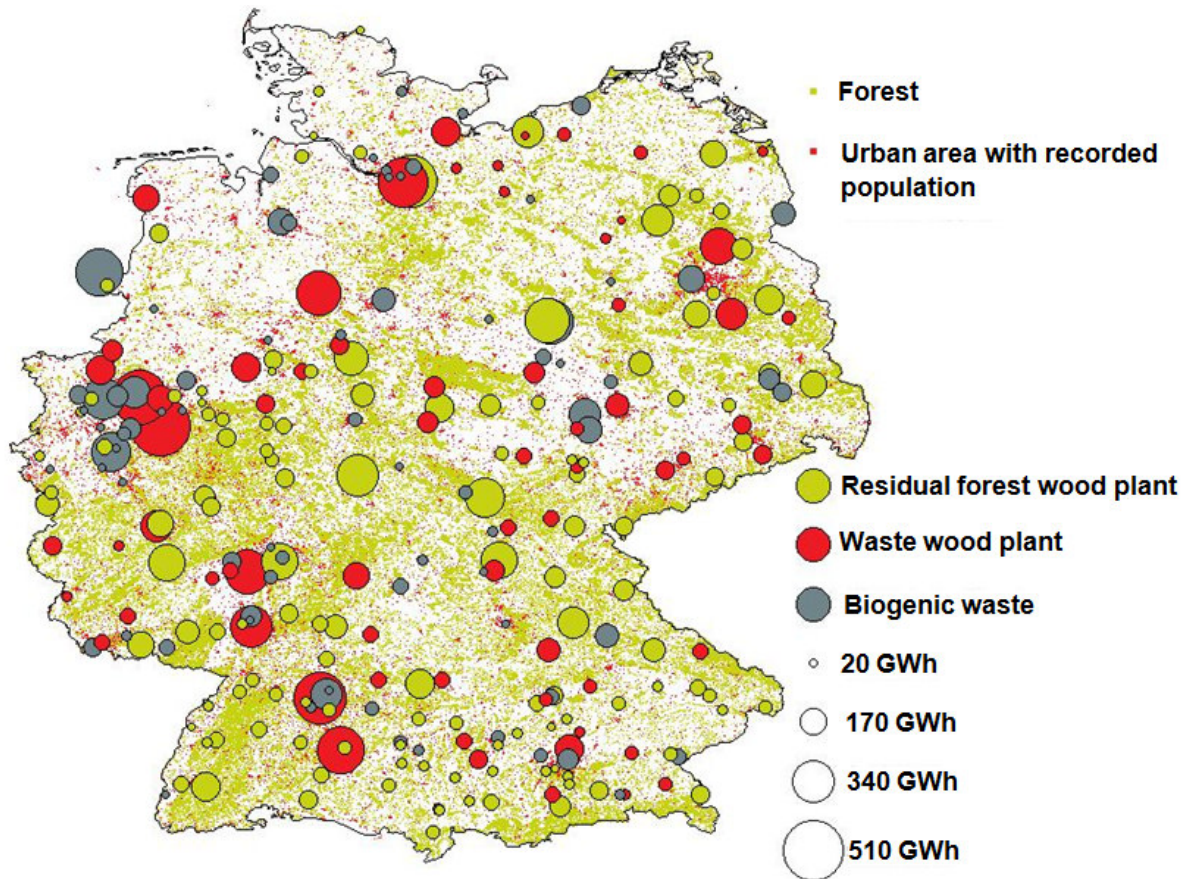 Forest
Urban area with recorded
population
Residual forest wood plant
Waste wood plant
Biogenic waste
20 GWh
170 GWh
340 GWh
510 GWh